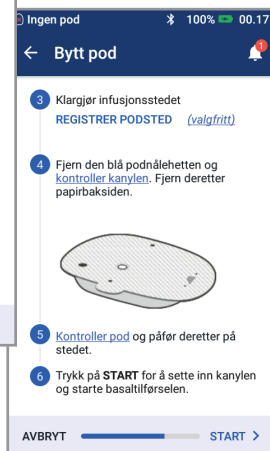 Ingen pod 100% 00.17
Bytt pod 1
3 Klargjør infusjonsstedet
REGISTRER PODSTED (valgfritt)
4 Fjern den blå podnålehetten og
kontroller kanylen. Fjern deretter
papirbaksiden.
5 Kontroller pod og påfør deretter på
stedet.
6 Trykk på START for å sette inn kanylen
og starte basaltilførselen.
AVBRYT START